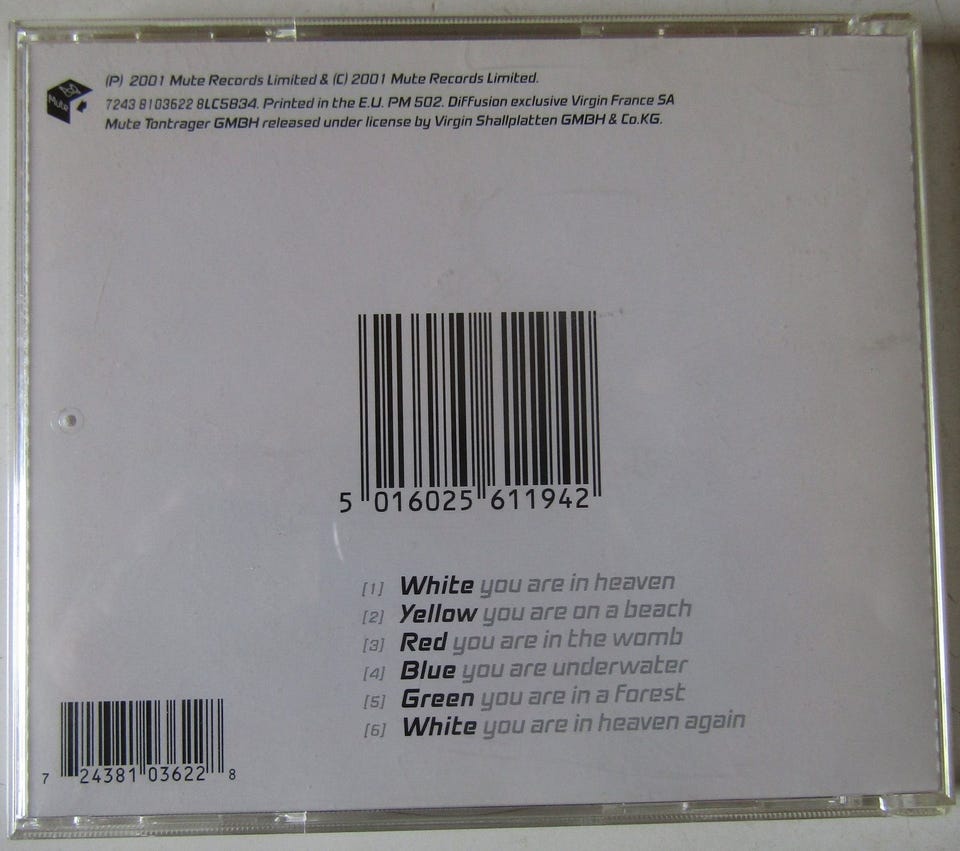 Mute
(P) 2001 Mute Records Limited & (C) 2001 Mute Records Limited.
7243 8103622 8LC5834. Printed in the E.U. PM 502. Diffusion exclusive Virgin France SA
Mute Tontrager GMBH released under license by Virgin Shallplatten GMBH & Co.KG.
5 016025 611942
[1] White you are in heaven
[2] Yellow you are on a beach
[3] Red you are in the womb
[4] Blue you are underwater
[5] Green you are in a forest
[6] White you are in heaven again
7 24381 03622 8